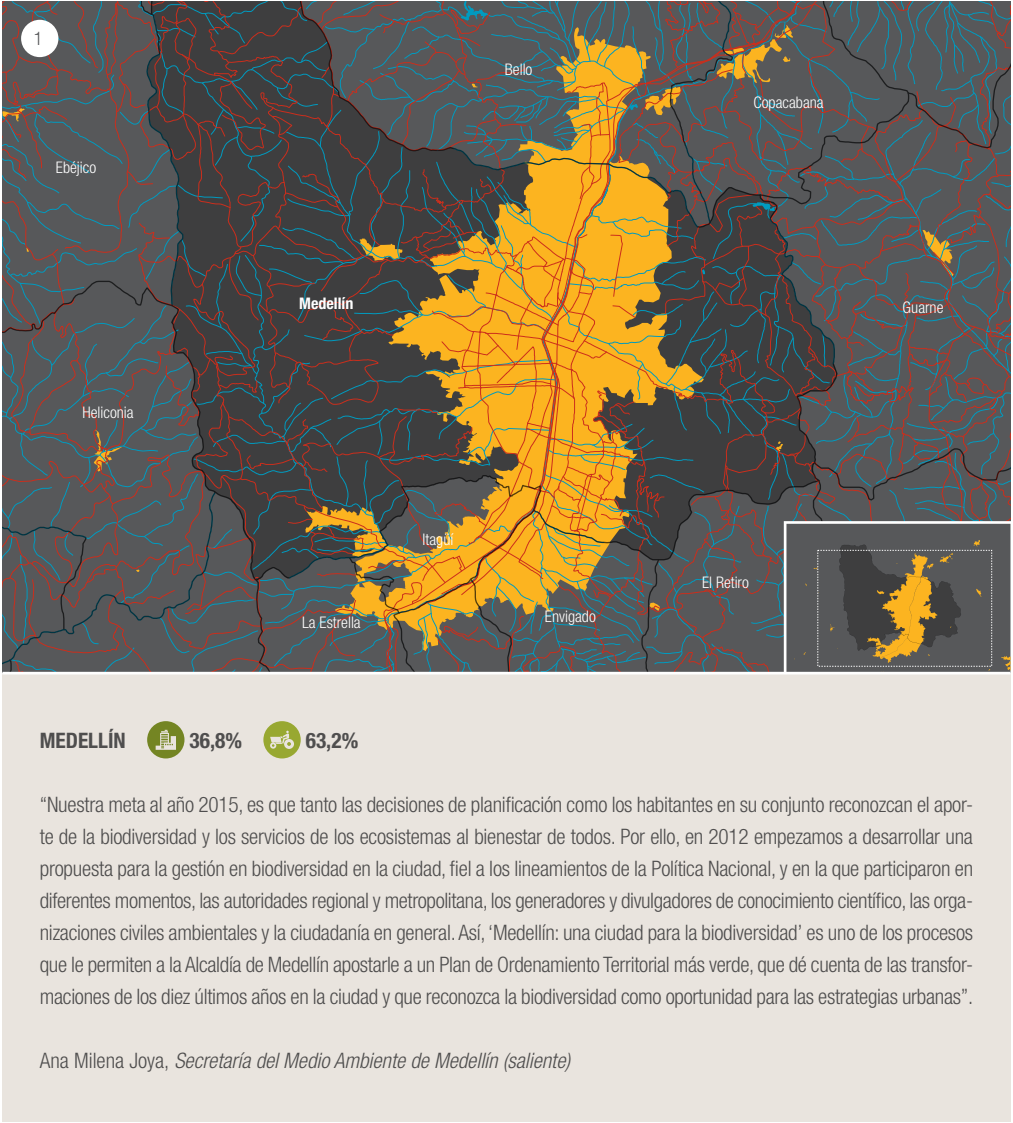 1
Bello
Copacabana
Ebéjico
Medellín
Guarne
Heliconia
Itagüí
El Retiro
La Estrella
Envigado
MEDELLÍN 36,8% 63,2%
“Nuestra meta al año 2015, es que tanto las decisiones de planificación como los habitantes en su conjunto reconozcan el apor-
te de la biodiversidad y los servicios de los ecosistemas al bienestar de todos. Por ello, en 2012 empezamos a desarrollar una
propuesta para la gestión en biodiversidad en la ciudad, fiel a los lineamientos de la Política Nacional, y en la que participaron en
diferentes momentos, las autoridades regional y metropolitana, los generadores y divulgadores de conocimiento científico, las orga-
nizaciones civiles ambientales y la ciudadanía en general. Así, ‘Medellín: una ciudad para la biodiversidad’ es uno de los procesos
que le permiten a la Alcaldía de Medellín apostarle a un Plan de Ordenamiento Territorial más verde, que dé cuenta de las transfor-
maciones de los diez últimos años en la ciudad y que reconozca la biodiversidad como oportunidad para las estrategias urbanas”.
Ana Milena Joya, Secretaría del Medio Ambiente de Medellín (saliente)